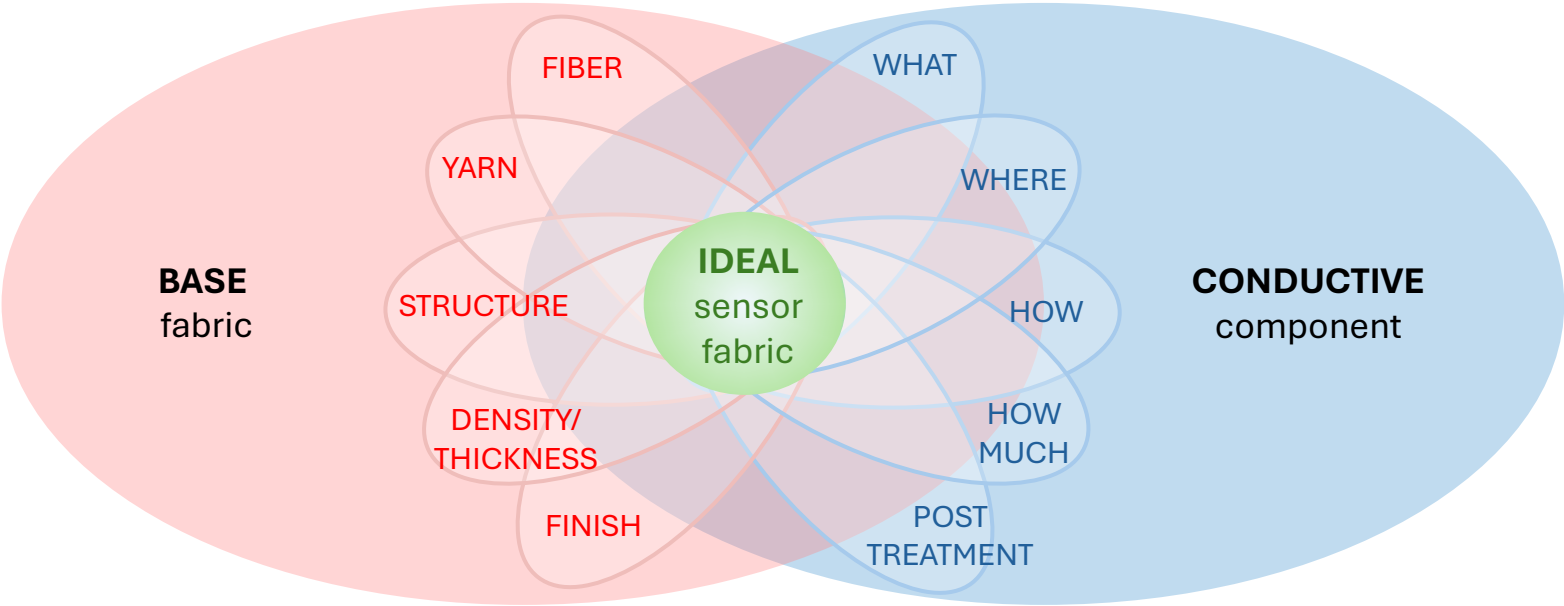 BASE
fabric
FIBER
YARN
STRUCTURE
DENSITY/
THICKNESS
FINISH
IDEAL
sensor
fabric
WHAT
WHERE
HOW
HOW
MUCH
POST
TREATMENT
CONDUCTIVE
component